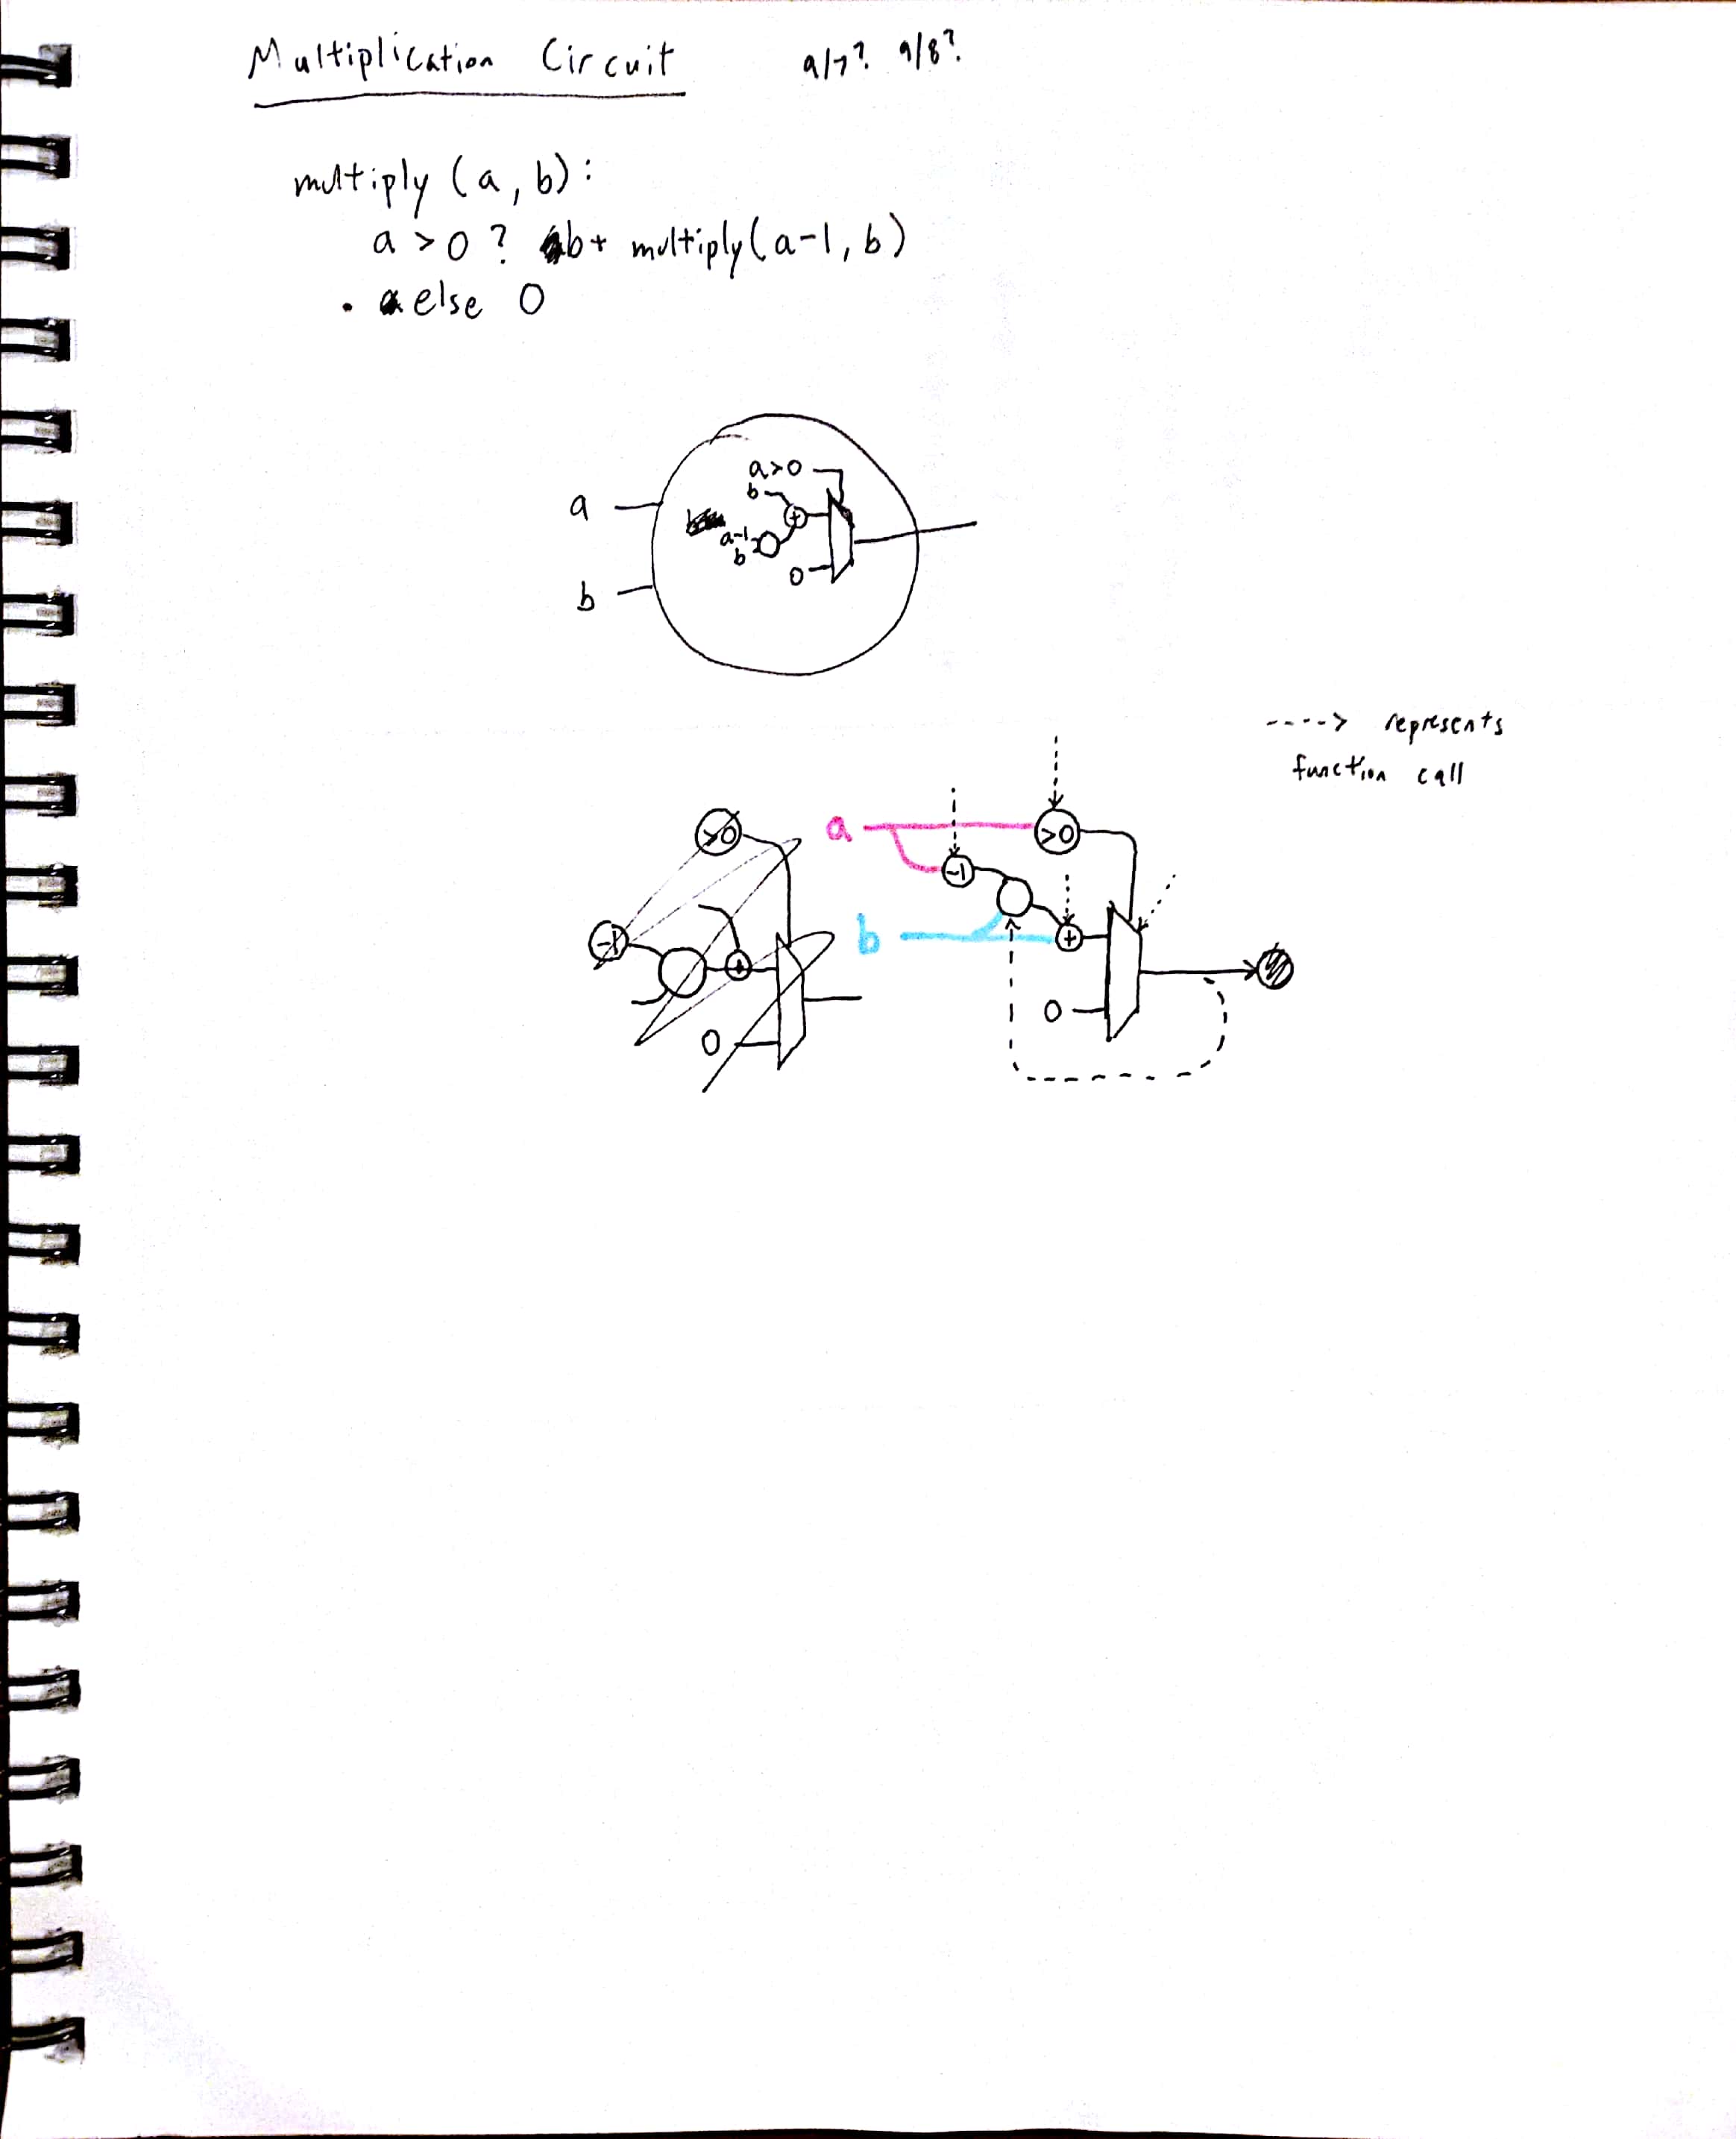 Multiplication Circuit 9/7? 9/8?
multiply (a, b):
a > 0 ? b + multiply(a-1, b)
else 0
a>0
b
a
+
a-1
b
0
b
----> represents
function call
>0
a
>0
-1
-1
b
+
+
0
0